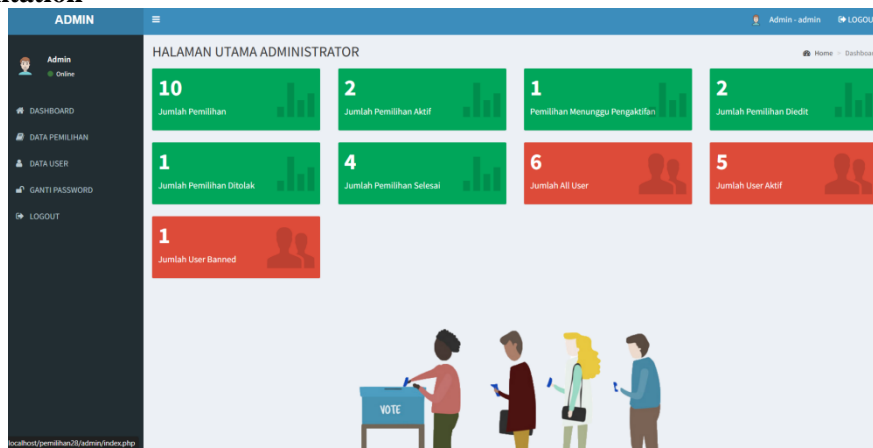 ADMIN
Admin - admin LOGOU
Admin
Online
HALAMAN UTAMA ADMINISTRATOR
Home > Dashboar
DASHBOARD
DATA PEMILIHAN
DATA USER
GANTI PASSWORD
LOGOUT
10
Jumlah Pemilihan
2
Jumlah Pemilihan Aktif
1
Pemilihan Menunggu Pengaktifan
2
Jumlah Pemilihan Diedit
1
Jumlah Pemilihan Ditolak
4
Jumlah Pemilihan Selesai
6
Jumlah All User
5
Jumlah User Aktif
1
Jumlah User Banned
VOTE
localhost/pemilihan28/admin/index.php